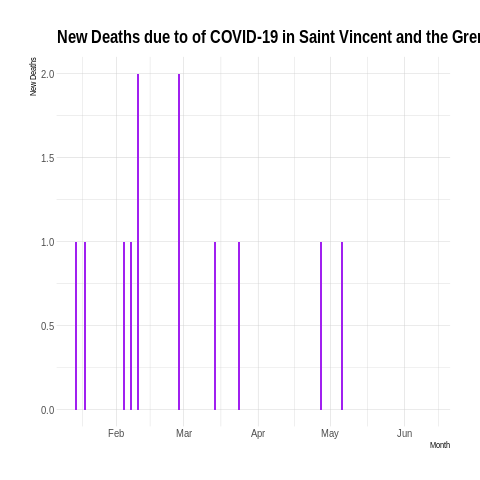 New Deaths due to of COVID-19 in Saint Vincent and the Gren
New Deaths
2.0
1.5
1.0
0.5
0.0
Feb Mar Apr May Jun
Month